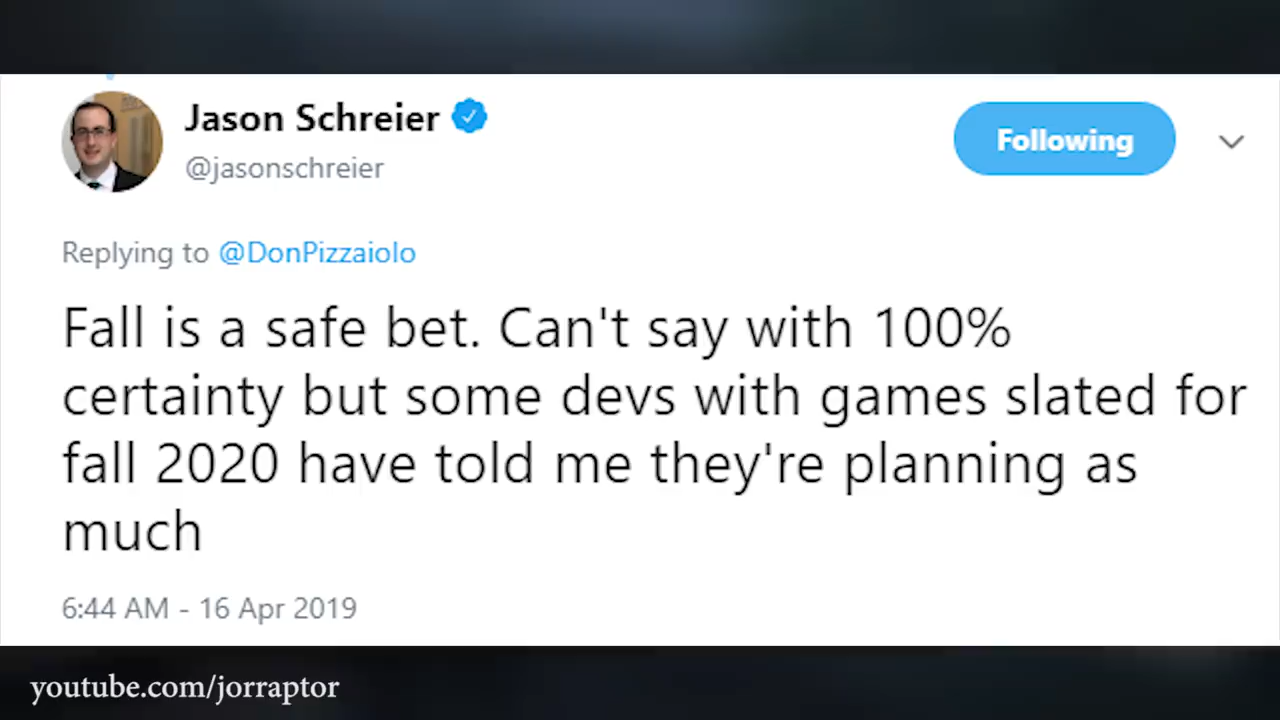 Jason Schreier
Following
@jasonschreier
Replying to @DonPizzaiolo
Fall is a safe bet. Can't say with 100%
certainty but some devs with games slated for
fall 2020 have told me they're planning as
much
6:44 AM - 16 Apr 2019
youtube.com/jorraptor